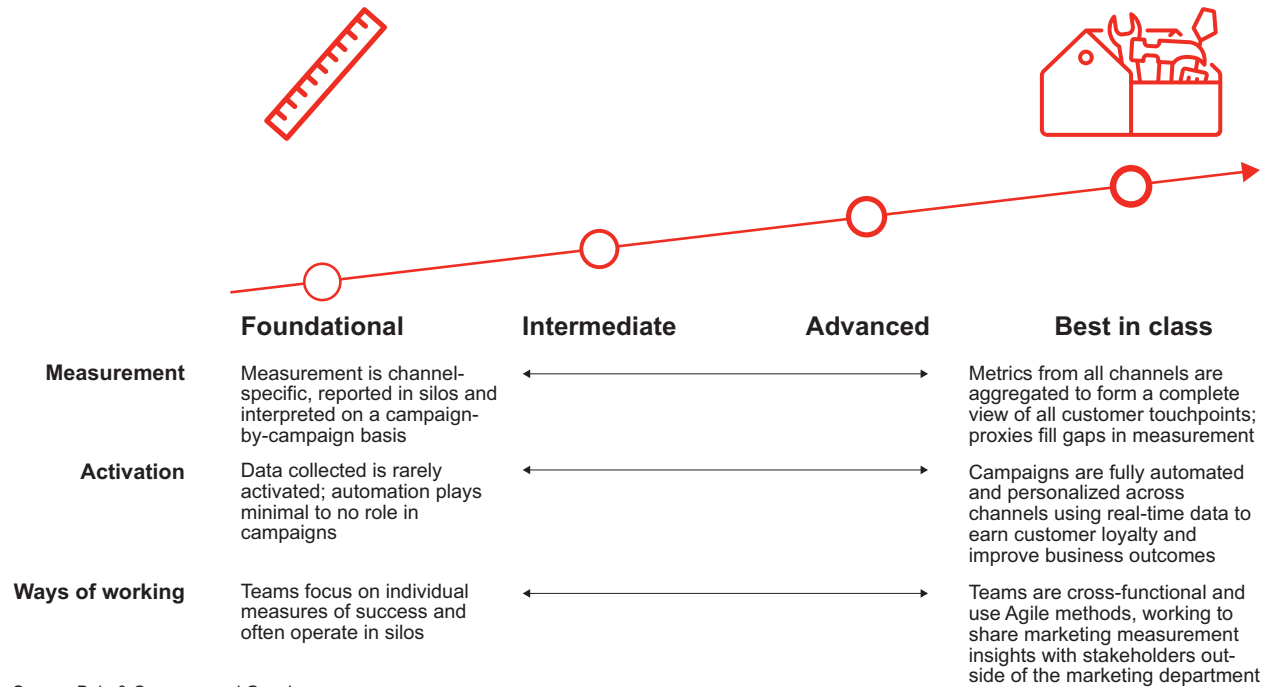 Foundational Intermediate Advanced Best in class
Measurement
Measurement is channel-
specific, reported in silos and
interpreted on a campaign-
by-campaign basis
Metrics from all channels are
aggregated to form a complete
view of all customer touchpoints;
proxies fill gaps in measurement
Activation
Data collected is rarely
activated; automation plays
minimal to no role in
campaigns
Campaigns are fully automated
and personalized across
channels using real-time data to
earn customer loyalty and
improve business outcomes
Ways of working
Teams focus on individual
measures of success and
often operate in silos
Teams are cross-functional and
use Agile methods, working to
share marketing measurement
insights with stakeholders out-
side of the marketing department